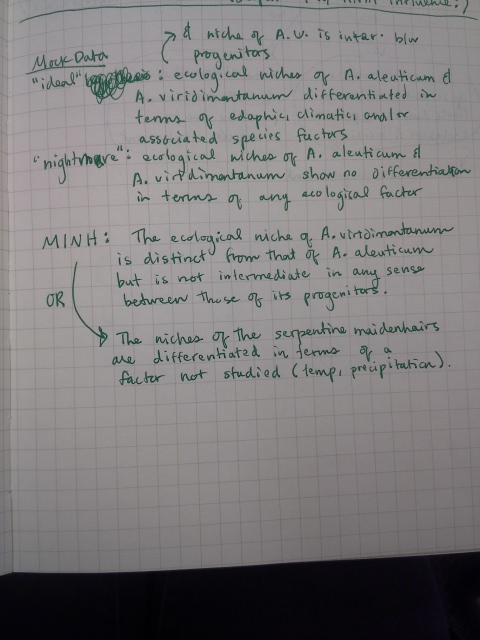 influence?)
& niche of A.V. is inter. b/w
progenitors
Mock Data
"ideal" : ecological niches of A. aleuticum &
A. viridimontanum differentiated in
terms of edaphic, climatic, and/or
associated species factors
"nightmare": ecological niches of A. aleuticum &
A. viridimontanum show no differentiation
in terms of any ecological factor
MINH: The ecological niche of A. viridimontanum
is distinct from that of A. aleuticum
but is not intermediate in any sense
between those of its progenitors.
OR
The niches of the serpentine maidenhairs
are differentiated in terms of a
factor not studied (temp, precipitation).